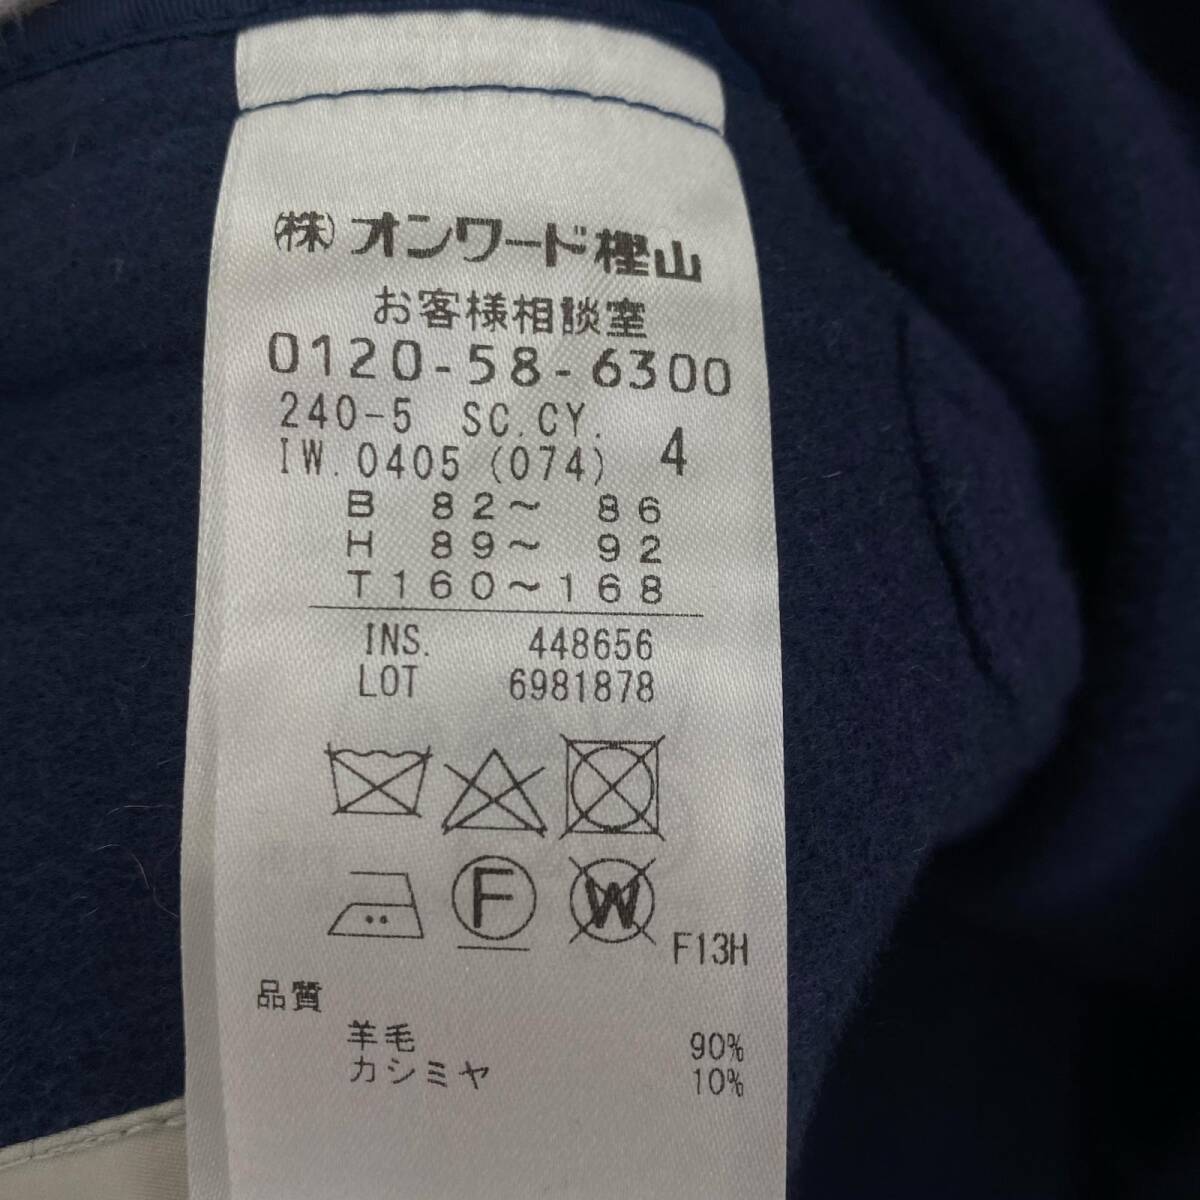 ㈱オンワード樫山
お客様相談室
0120-58-6300
240-5 SC.CY. 4
IW.0405(074)
B 82～ 86
H 89～ 92
T160～168
INS. 448656
LOT 6981878
F W F13H
品質
羊毛 90%
カシミヤ 10%